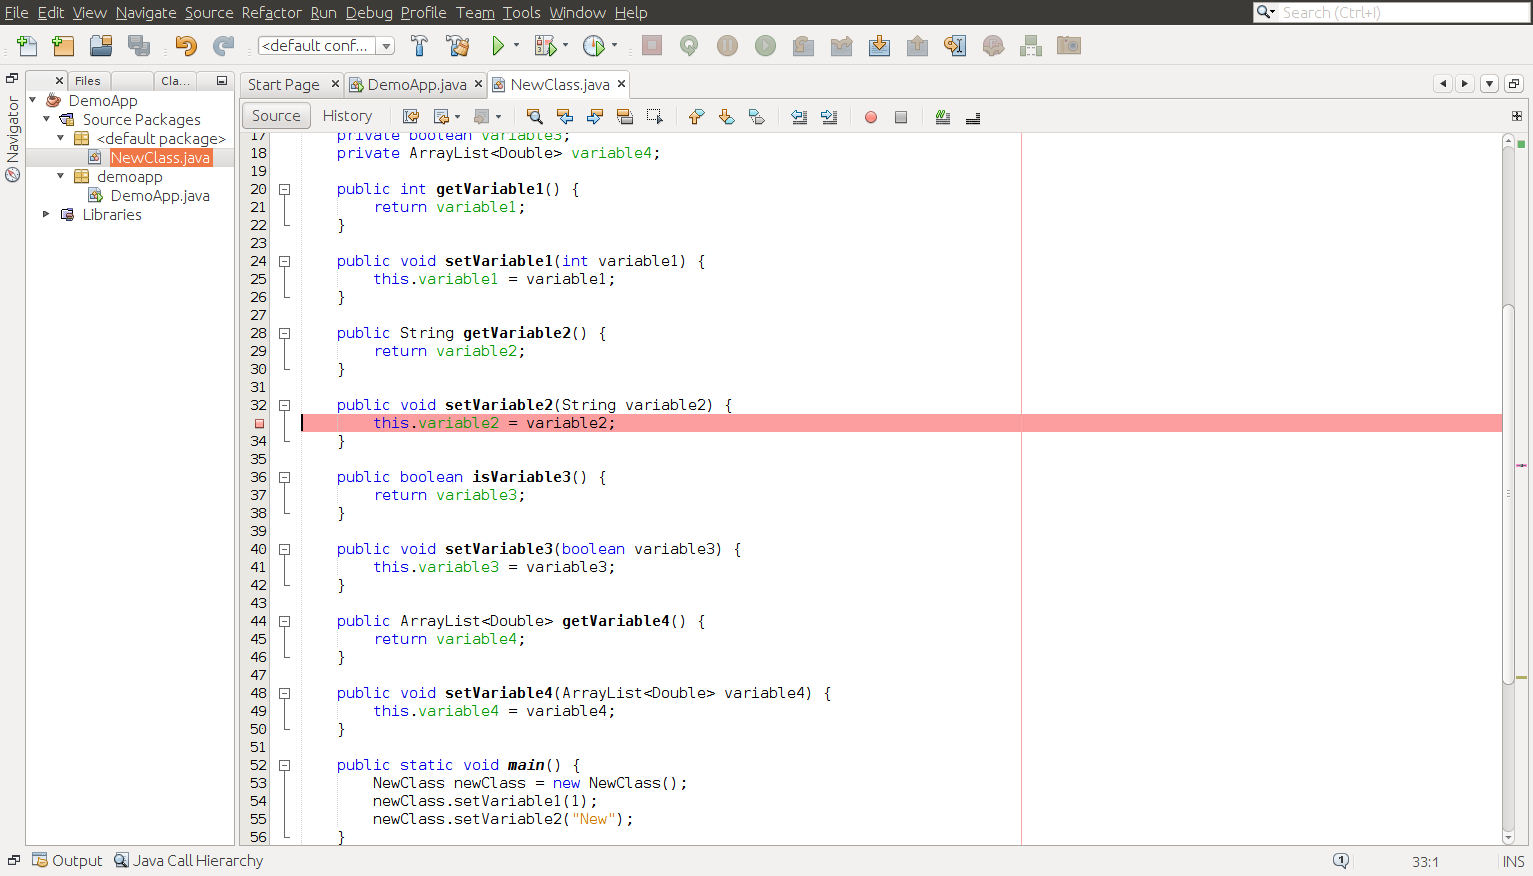 File Edit View Navigate Source Refactor Run Debug Profile Team Tools Window Help
Search (Ctrl+I)
<default conf...
Files
Cla...
Start Page
DemoApp.java
NewClass.java
Navigator
DemoApp
Source Packages
<default package>
NewClass.java
demoapp
DemoApp.java
Libraries
Source
History
17 private boolean variable3;
18 private ArrayList<Double> variable4;
19
20 public int getVariable1() {
21 return variable1;
22 }
23
24 public void setVariable1(int variable1) {
25 this.variable1 = variable1;
26 }
27
28 public String getVariable2() {
29 return variable2;
30 }
31
32 public void setVariable2(String variable2) {
this.variable2 = variable2;
34 }
35
36 public boolean isVariable3() {
37 return variable3;
38 }
39
40 public void setVariable3(boolean variable3) {
41 this.variable3 = variable3;
42 }
43
44 public ArrayList<Double> getVariable4() {
45 return variable4;
46 }
47
48 public void setVariable4(ArrayList<Double> variable4) {
49 this.variable4 = variable4;
50 }
51
52 public static void main() {
53 NewClass newClass = new NewClass();
54 newClass.setVariable1(1);
55 newClass.setVariable2("New");
56 }
Output
Java Call Hierarchy
1
33:1
INS